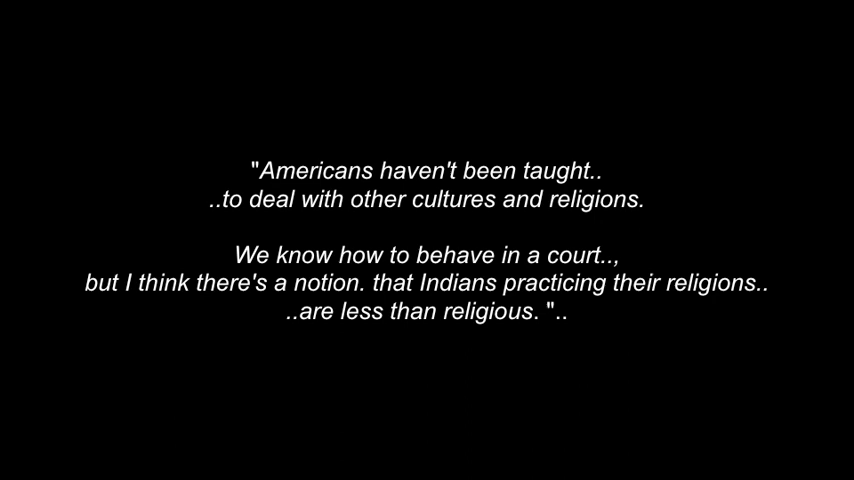 "Americans haven't been taught..
..to deal with other cultures and religions.
We know how to behave in a court..,
but I think there's a notion. that Indians practicing their religions..
..are less than religious. "..